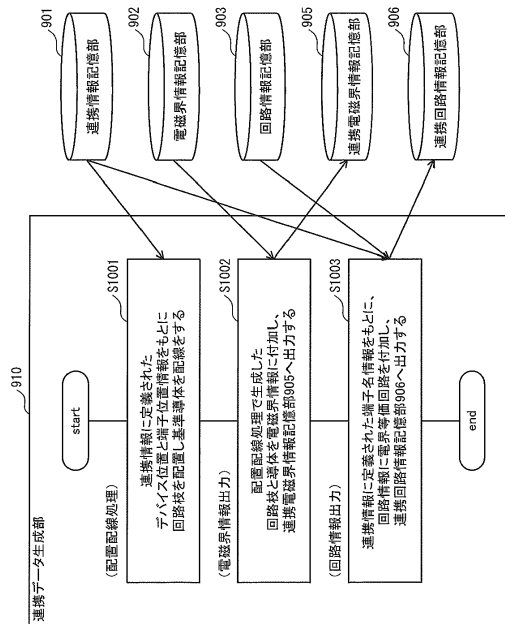 910
連携データ生成部
start
(配置配線処理)
S1001
連携情報に定義された
デバイス位置と端子位置情報をもとに
回路枝を配置し基準導体を配線をする
(電磁界情報出力)
S1002
配置配線処理で生成した
回路枝と導体を電磁界情報に付加し、
連携電磁界情報記憶部905へ出力する
(回路情報出力)
S1003
連携情報に定義された端子名情報をもとに、
回路情報に電界等価回路を付加し、
連携回路情報記憶部906へ出力する
end
901
連携情報記憶部
902
電磁界情報記憶部
903
回路情報記憶部
905
連携電磁界情報記憶部
906
連携回路情報記憶部